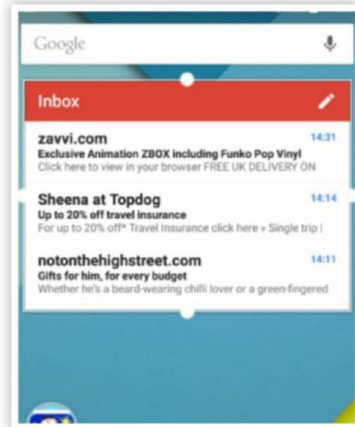 Google
Inbox
zavvi.com 14:31
Exclusive Animation ZBOX including Funko Pop Vinyl
Click here to view in your browser FREE UK DELIVERY ON
Sheena at Topdog 14:14
Up to 20% off travel insurance
For up to 20% off* Travel Insurance click here » Single trip |
notonthehighstreet.com 14:11
Gifts for him, for every budget
Whether he's a beard-wearing chilli lover or a green-fingered